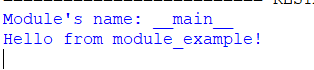 Module's name: __main__
Hello from module_example!